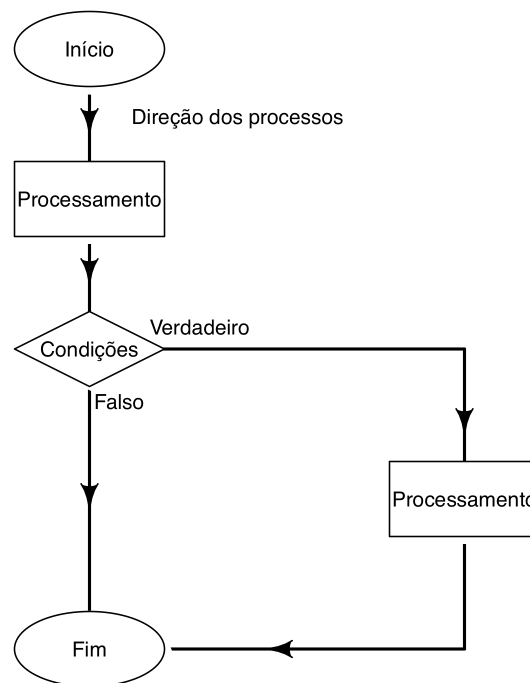 Início
Direção dos processos
Processamento
Verdadeiro
Condições
Falso
Processamento
Fim